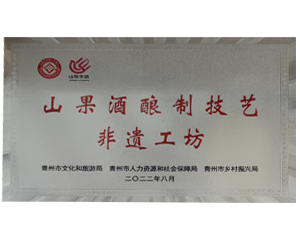 山果酒酿制技艺
非遗工坊
青州市文化和旅游局 青州市人力资源和社会保障局 青州市乡村振兴局
二〇二二年八月